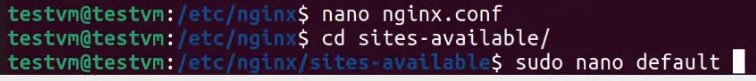 testvm@testvm:/etc/nginx$ nano nginx.conf
testvm@testvm:/etc/nginx$ cd sites-available/
testvm@testvm:/etc/nginx/sites-available$ sudo nano default